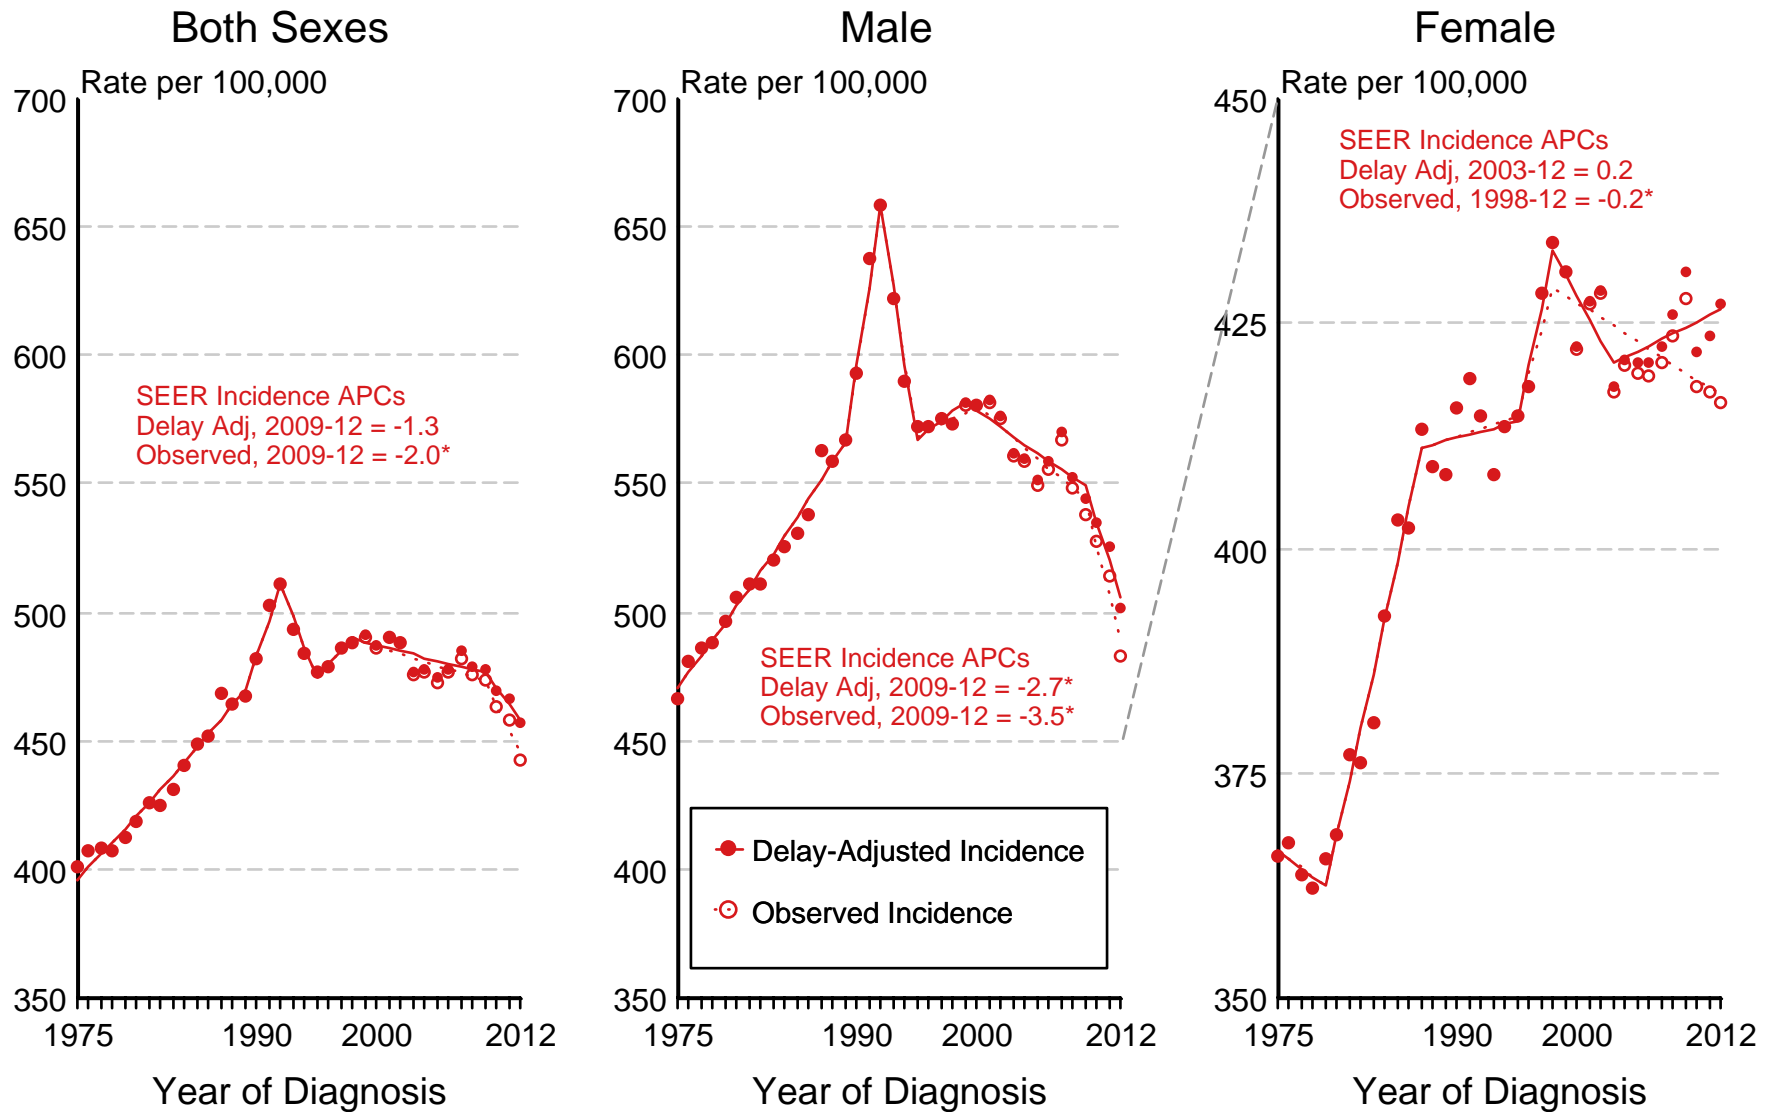 Both Sexes
Rate per 100,000
700
650
600
550
500
450
400
350
SEER Incidence APCs
Delay Adj, 2009-12 = -1.3
Observed, 2009-12 = -2.0*
1975 1990 2000 2012
Year of Diagnosis
Male
Rate per 100,000
700
650
600
550
500
450
400
350
SEER Incidence APCs
Delay Adj, 2009-12 = -2.7*
Observed, 2009-12 = -3.5*
Delay-Adjusted Incidence
Observed Incidence
1975 1990 2000 2012
Year of Diagnosis
Female
Rate per 100,000
450
425
400
375
350
SEER Incidence APCs
Delay Adj, 2003-12 = 0.2
Observed, 1998-12 = -0.2*
1975 1990 2000 2012
Year of Diagnosis